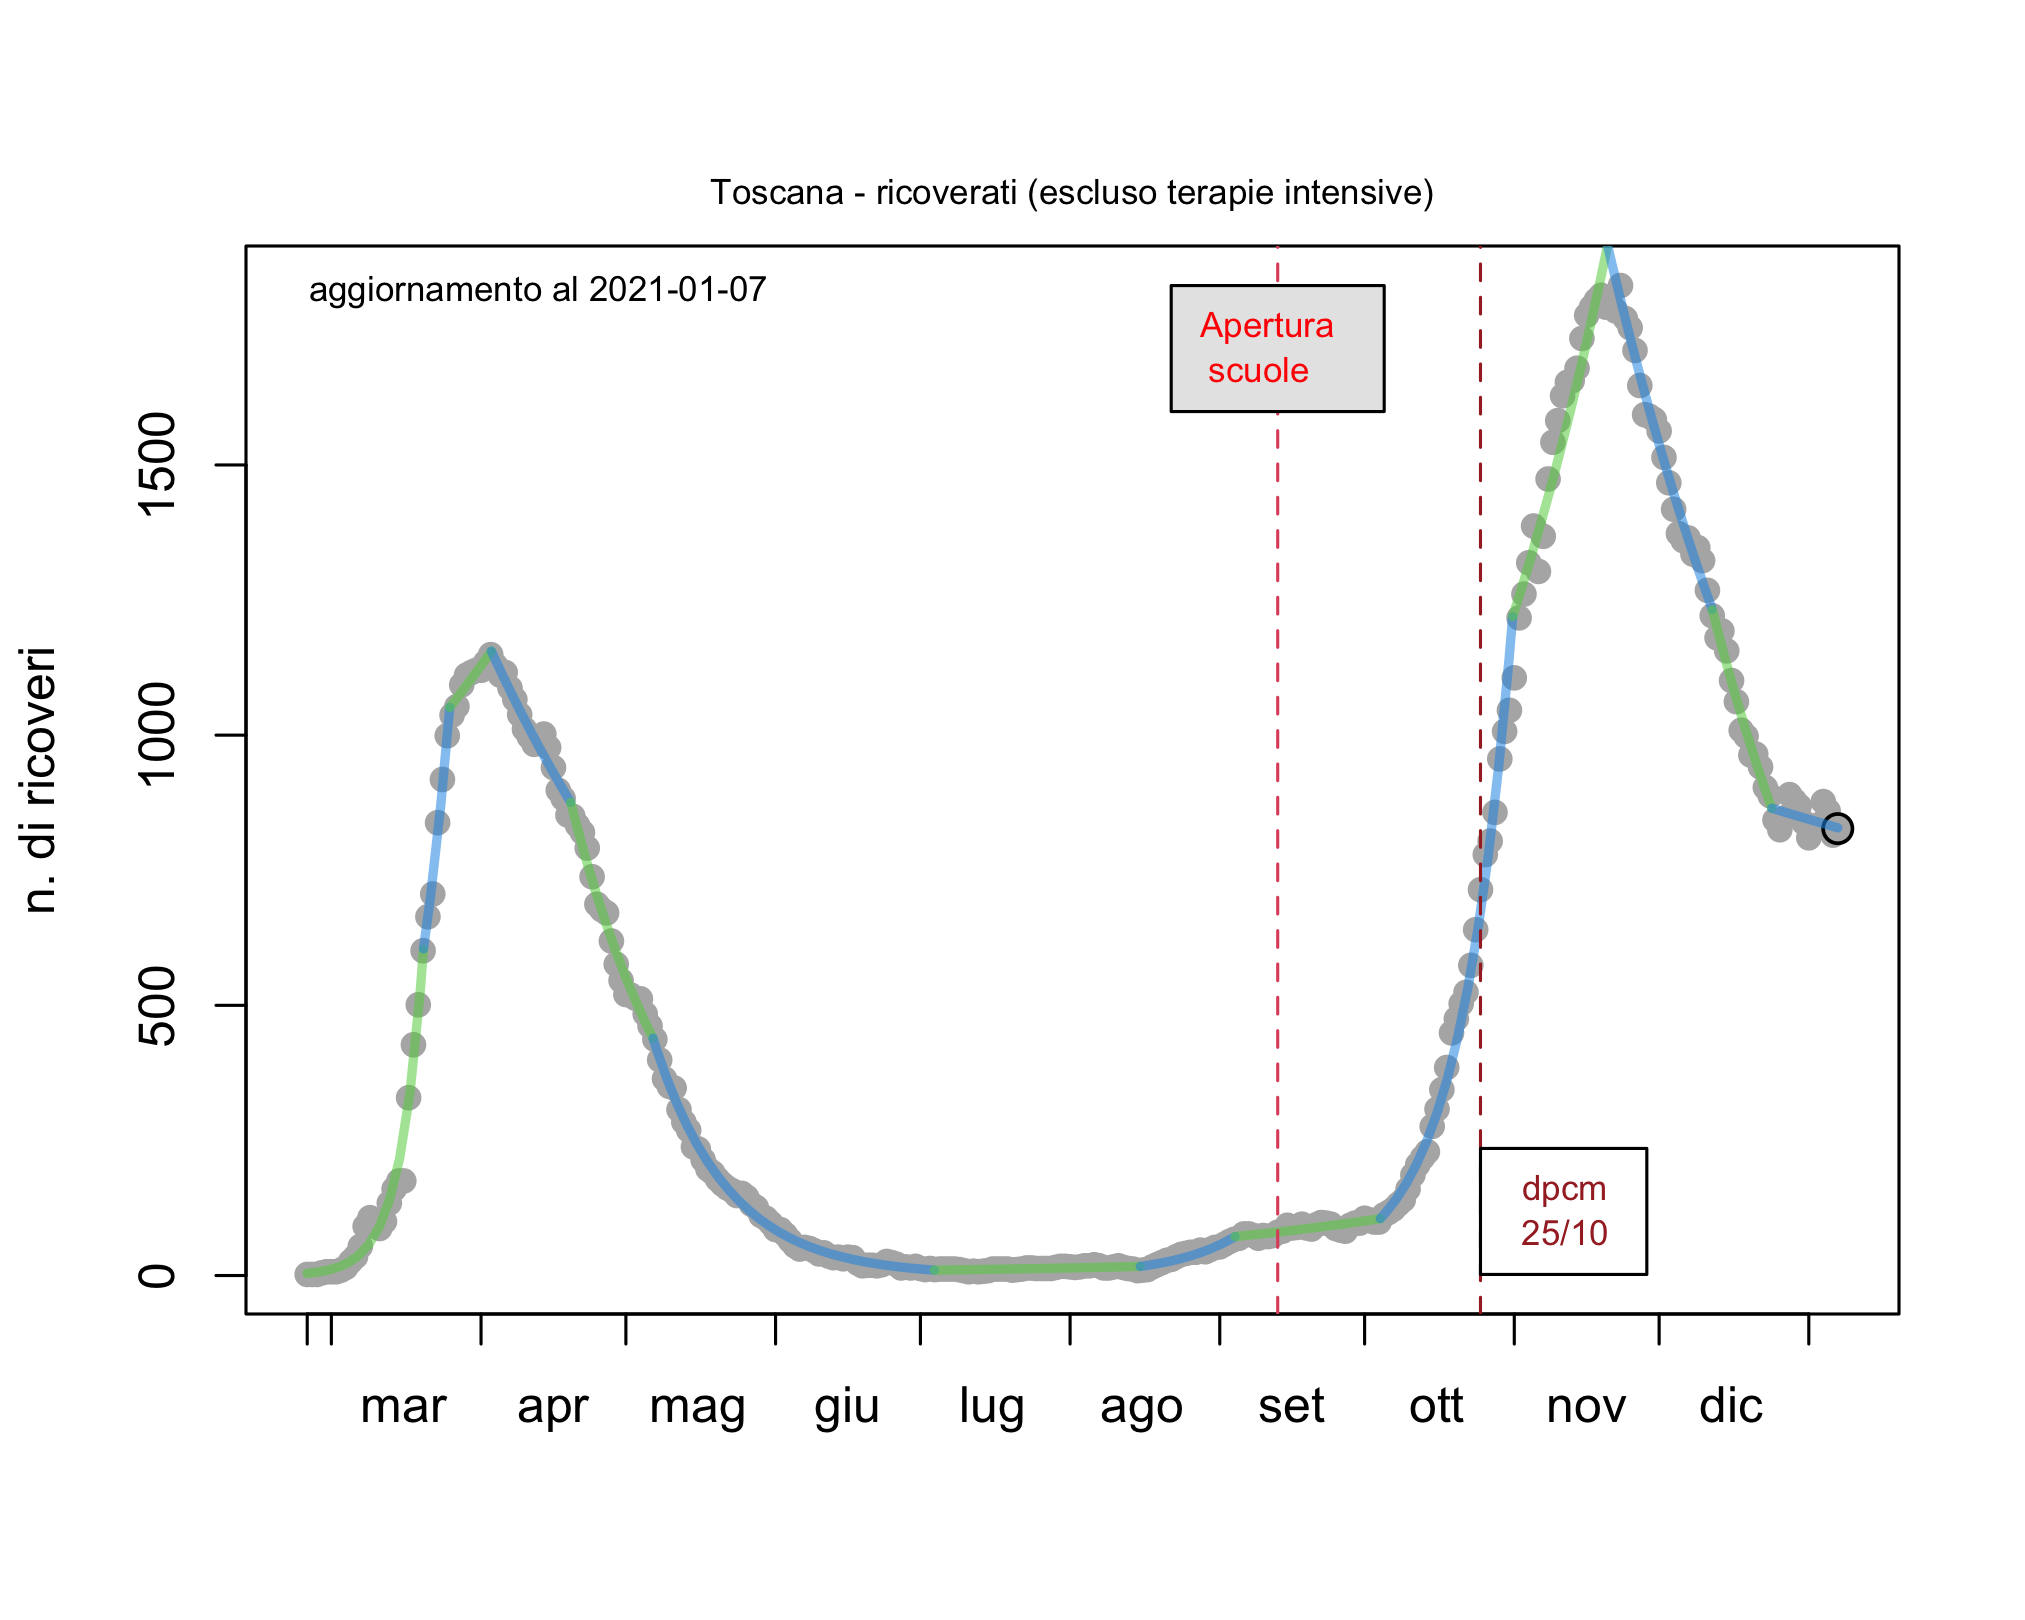 Toscana - ricoverati (escluso terapie intensive)
aggiornamento al 2021-01-07
Apertura
scuole
dpcm
25/10
n. di ricoveri
1500
1000
500
0
mar apr mag giu lug ago set ott nov dic